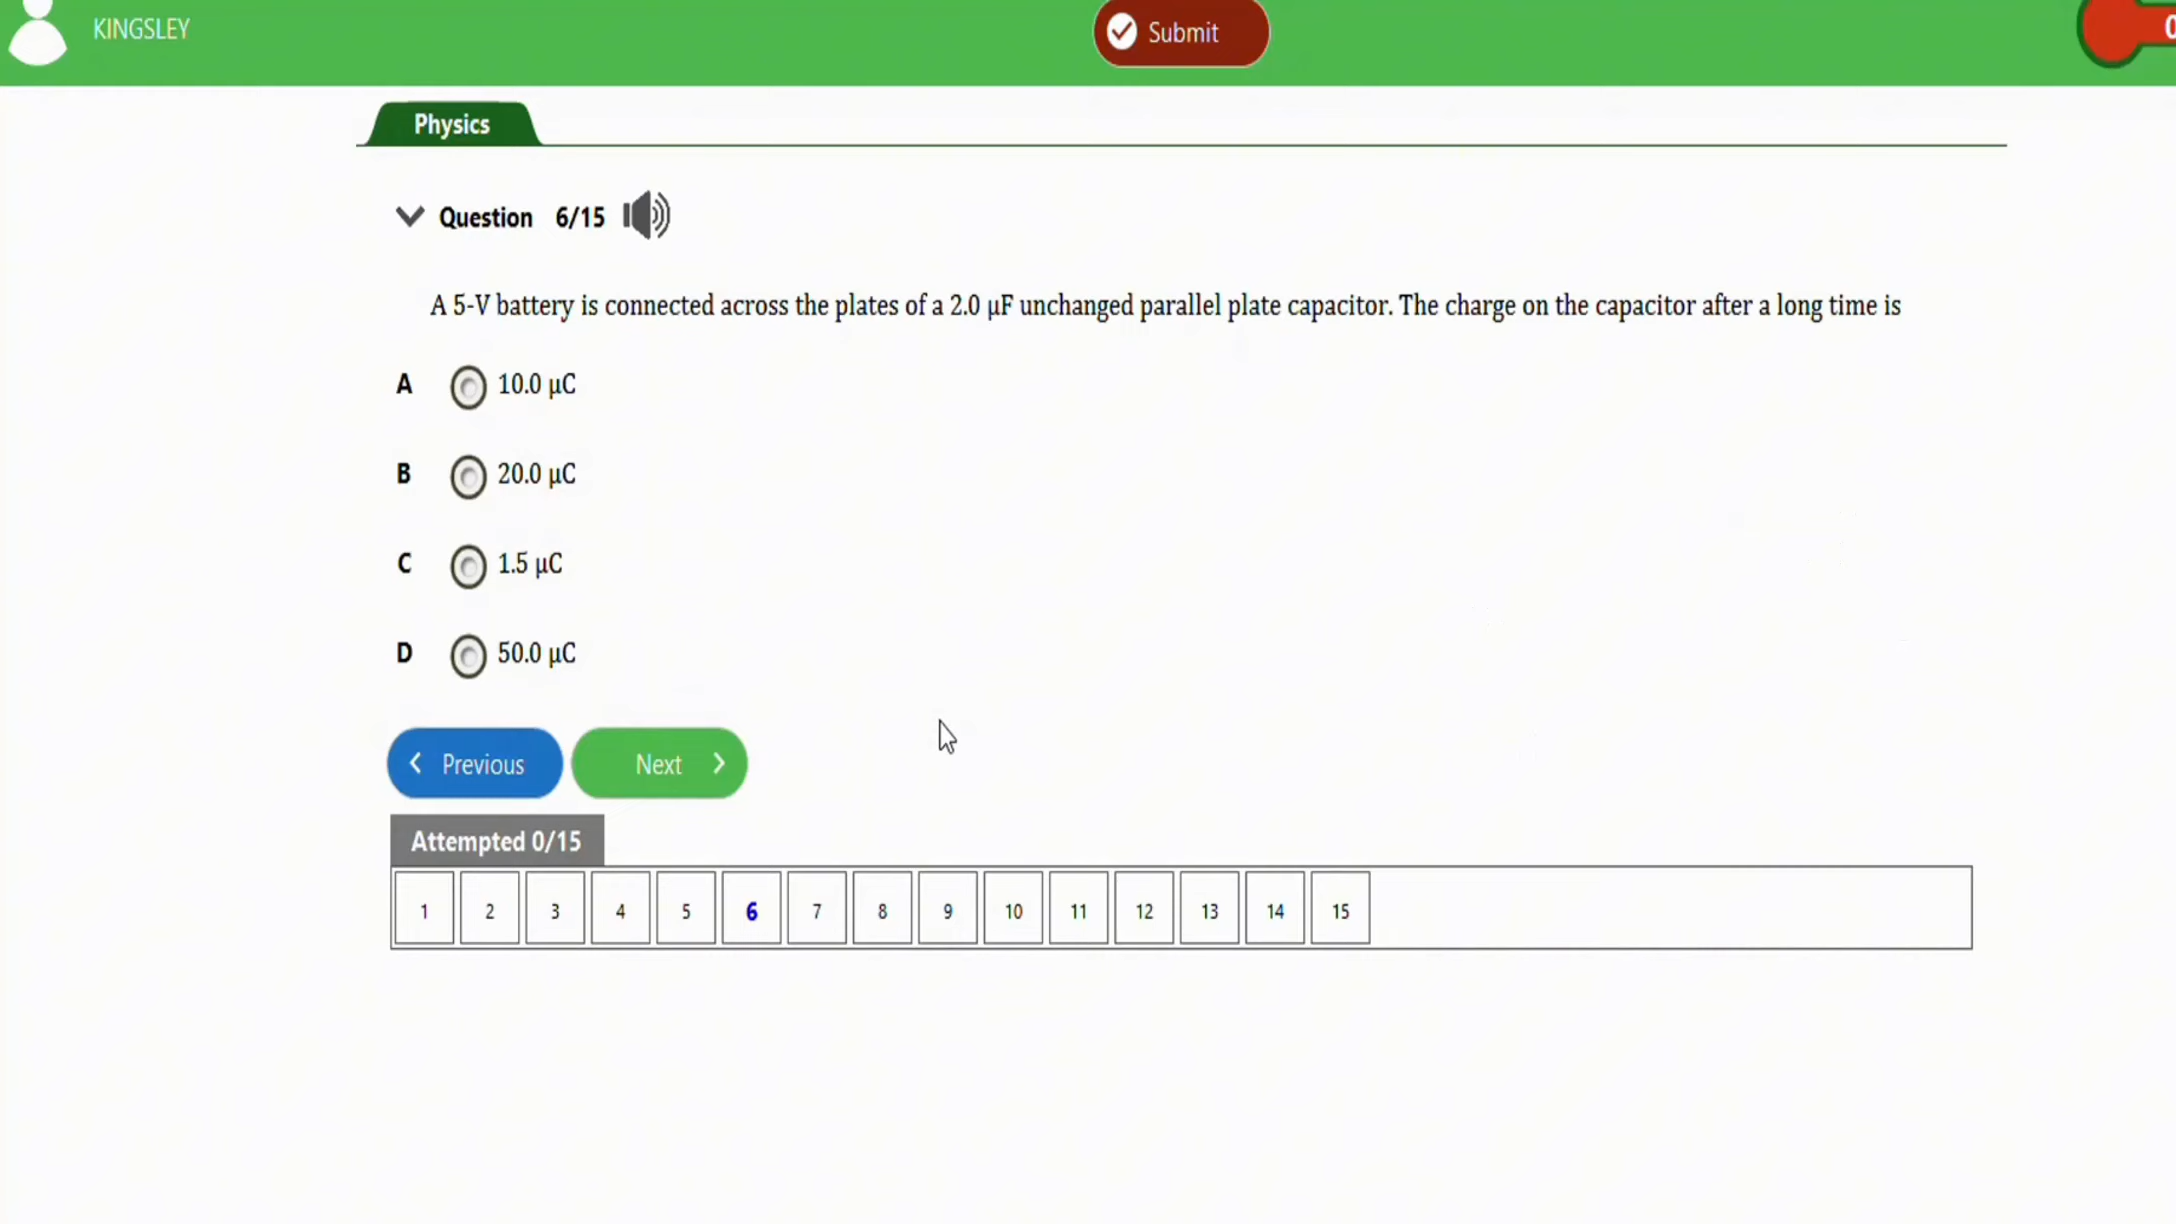 KINGSLEY
Submit
0
Physics
Question 6/15
A 5-V battery is connected across the plates of a 2.0 μF unchanged parallel plate capacitor. The charge on the capacitor after a long time is
A 10.0 μC
B 20.0 μC
C 1.5 μC
D 50.0 μC
Previous Next
Attempted 0/15
1 2 3 4 5 6 7 8 9 10 11 12 13 14 15